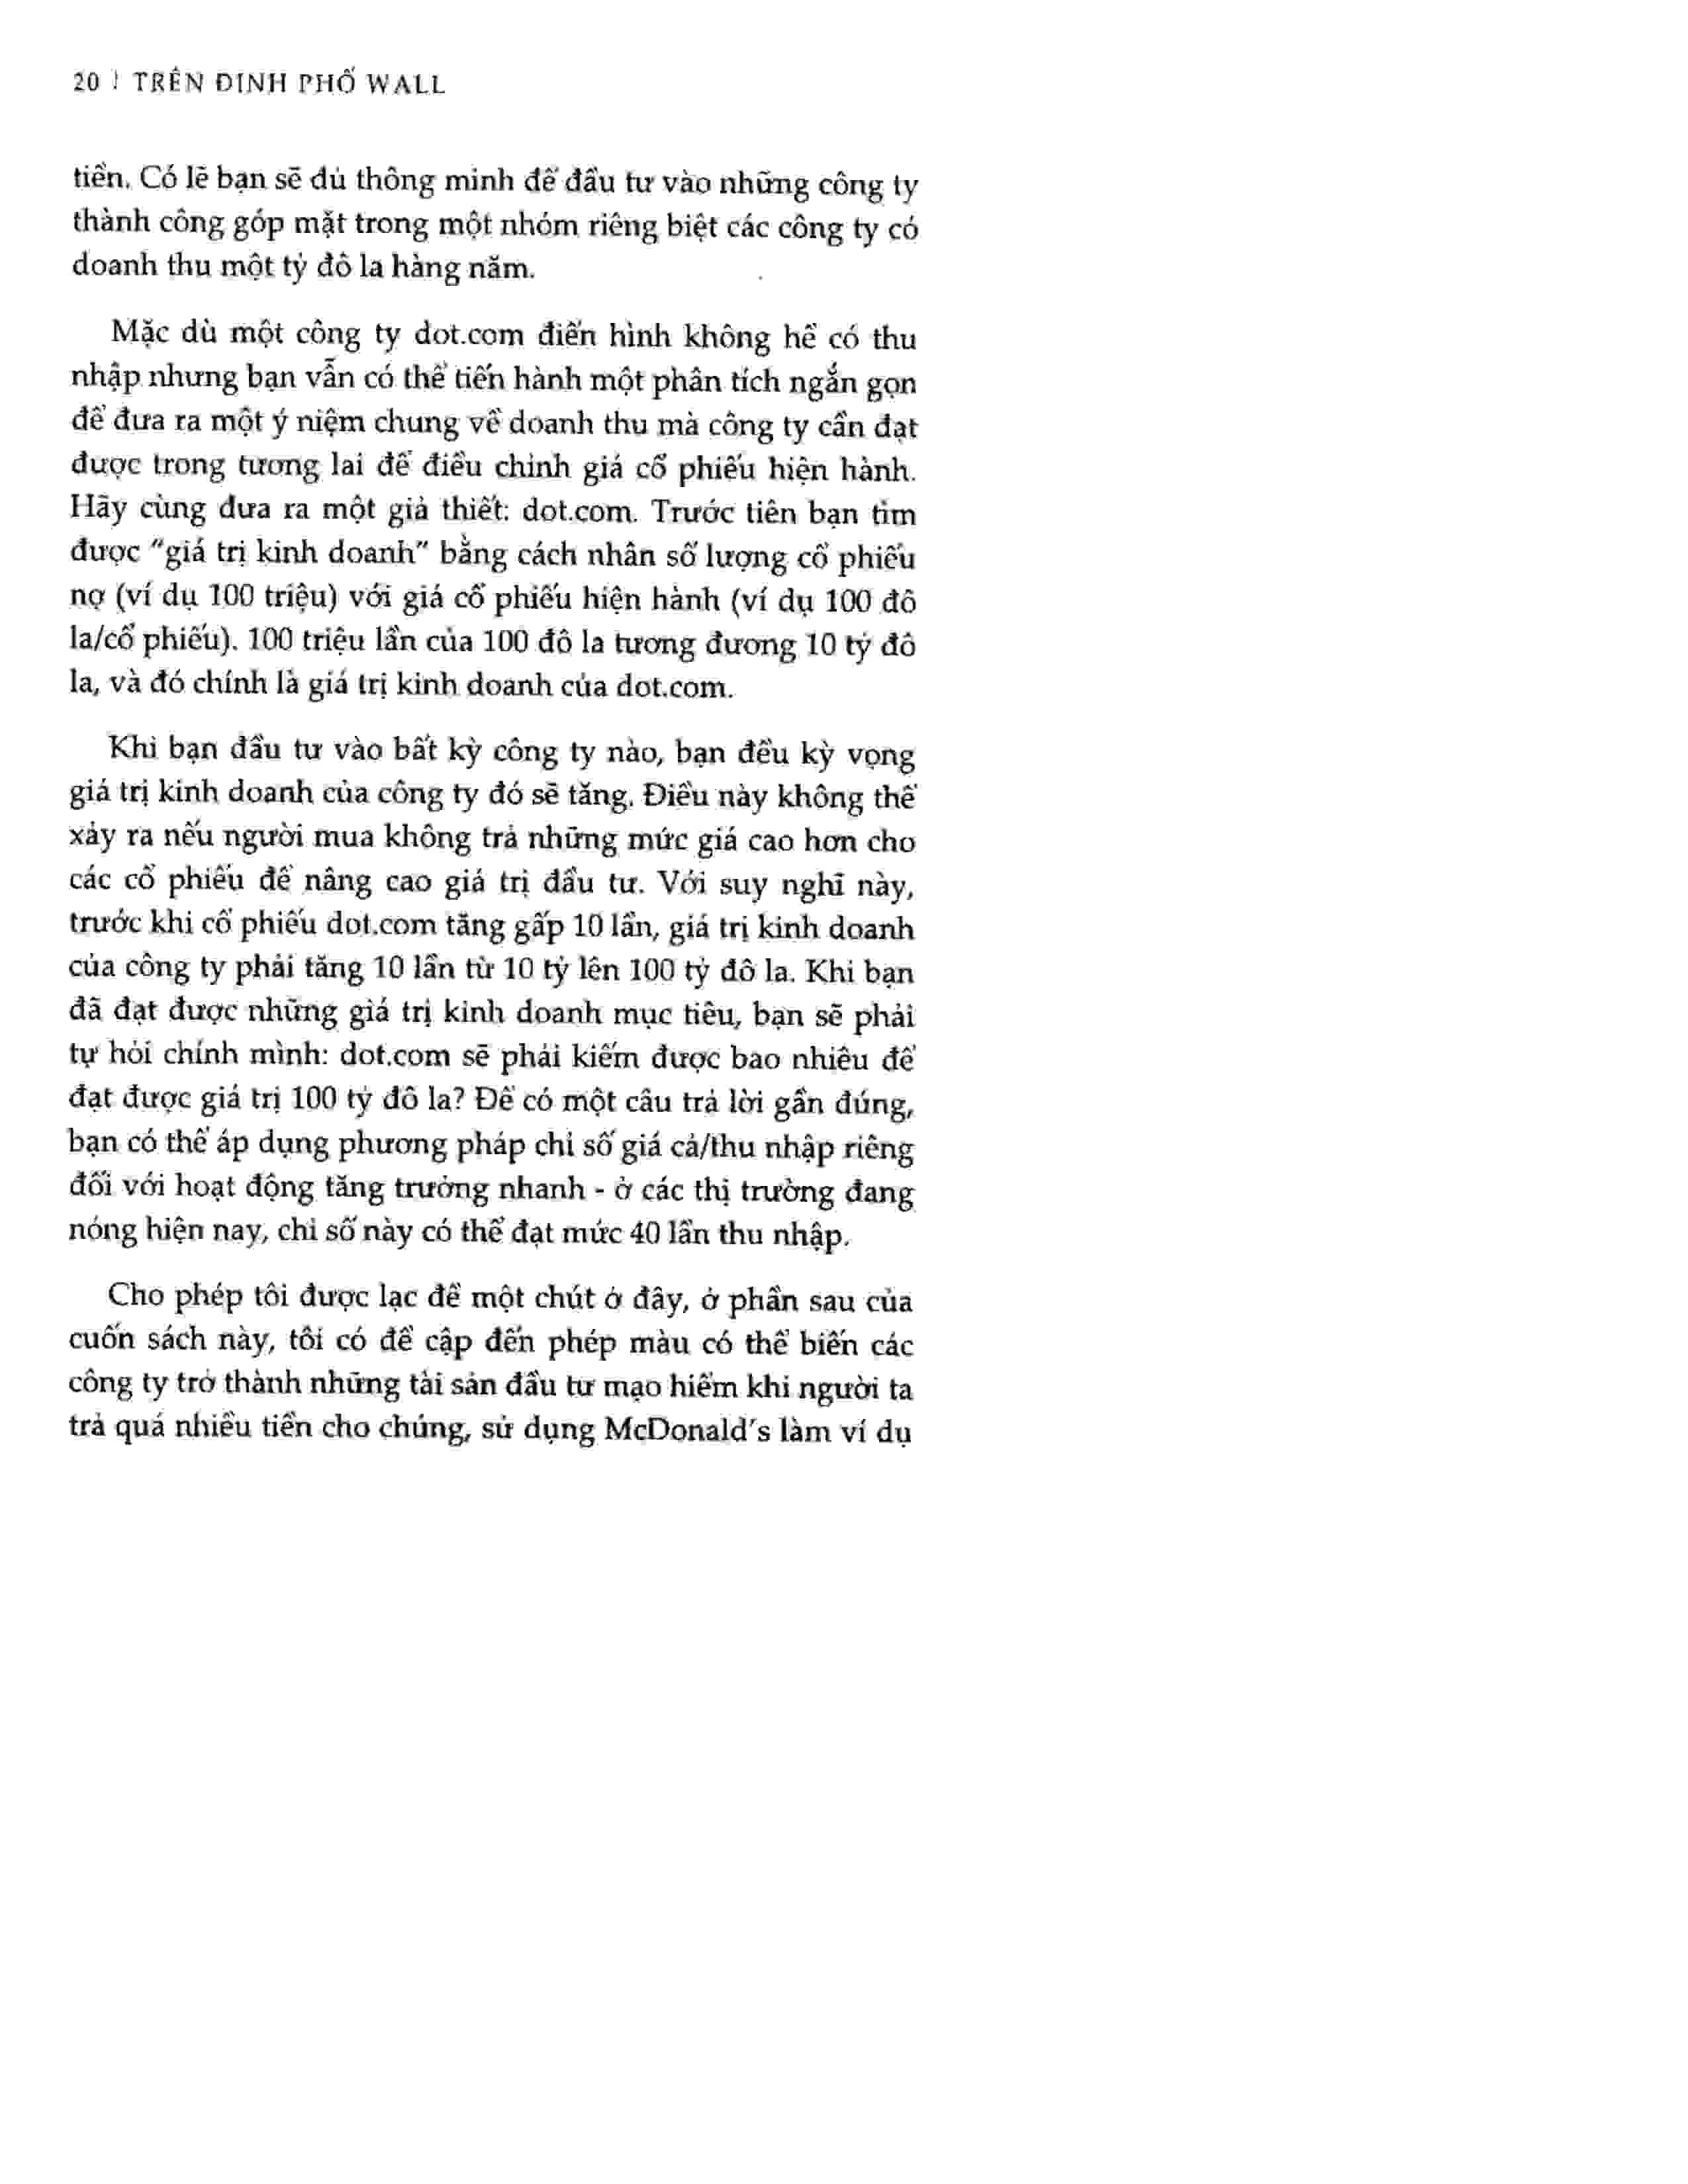 20 | TRÊN ĐỈNH PHỐ WALL
tiền. Có lẽ bạn sẽ đủ thông minh để đầu tư vào những công ty
thành công góp mặt trong một nhóm riêng biệt các công ty có
doanh thu một tỷ đô la hàng năm.
Mặc dù một công ty dot.com điển hình không hề có thu
nhập nhưng bạn vẫn có thể tiến hành một phân tích ngắn gọn
để đưa ra một ý niệm chung về doanh thu mà công ty cần đạt
được trong tương lai để điều chỉnh giá cổ phiếu hiện hành.
Hãy cùng đưa ra một giả thiết: dot.com. Trước tiên bạn tìm
được "giá trị kinh doanh" bằng cách nhân số lượng cổ phiếu
nợ (ví dụ 100 triệu) với giá cổ phiếu hiện hành (ví dụ 100 đô
la/cổ phiếu). 100 triệu lần của 100 đô la tương đương 10 tỷ đô
la, và đó chính là giá trị kinh doanh của dot.com.
Khi bạn đầu tư vào bất kỳ công ty nào, bạn đều kỳ vọng
giá trị kinh doanh của công ty đó sẽ tăng. Điều này không thể
xảy ra nếu người mua không trả những mức giá cao hơn cho
các cổ phiếu để nâng cao giá trị đầu tư. Với suy nghĩ này,
trước khi cổ phiếu dot.com tăng gấp 10 lần, giá trị kinh doanh
của công ty phải tăng 10 lần từ 10 tỷ lên 100 tỷ đô la. Khi bạn
đã đạt được những giá trị kinh doanh mục tiêu, bạn sẽ phải
tự hỏi chính mình: dot.com sẽ phải kiếm được bao nhiêu để
đạt được giá trị 100 tỷ đô la? Để có một câu trả lời gần đúng,
bạn có thể áp dụng phương pháp chỉ số giá cả/thu nhập riêng
đối với hoạt động tăng trưởng nhanh - ở các thị trường đang
nóng hiện nay, chỉ số này có thể đạt mức 40 lần thu nhập.
Cho phép tôi được lạc đề một chút ở đây, ở phần sau của
cuốn sách này, tôi có đề cập đến phép màu có thể biến các
công ty trở thành những tài sản đầu tư mạo hiểm khi người ta
trả quá nhiều tiền cho chúng, sử dụng McDonald's làm ví dụ